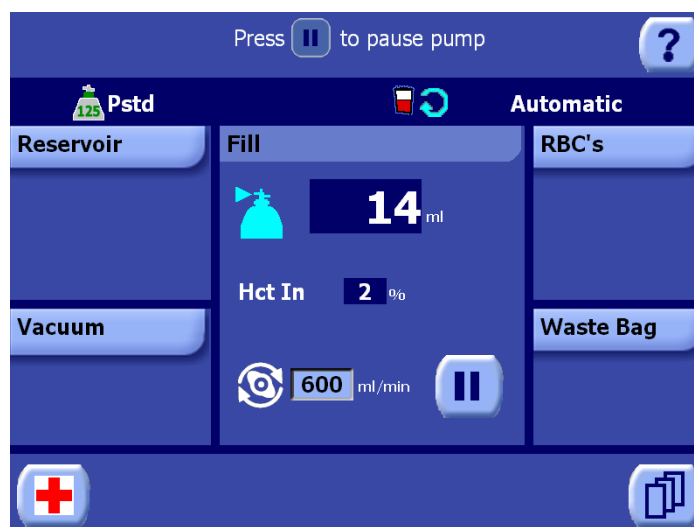 Press to pause pump
?
125 Pstd Automatic
Reservoir
Fill
RBC's
14 ml
Hct In 2 %
Vacuum
Waste Bag
600 ml/min